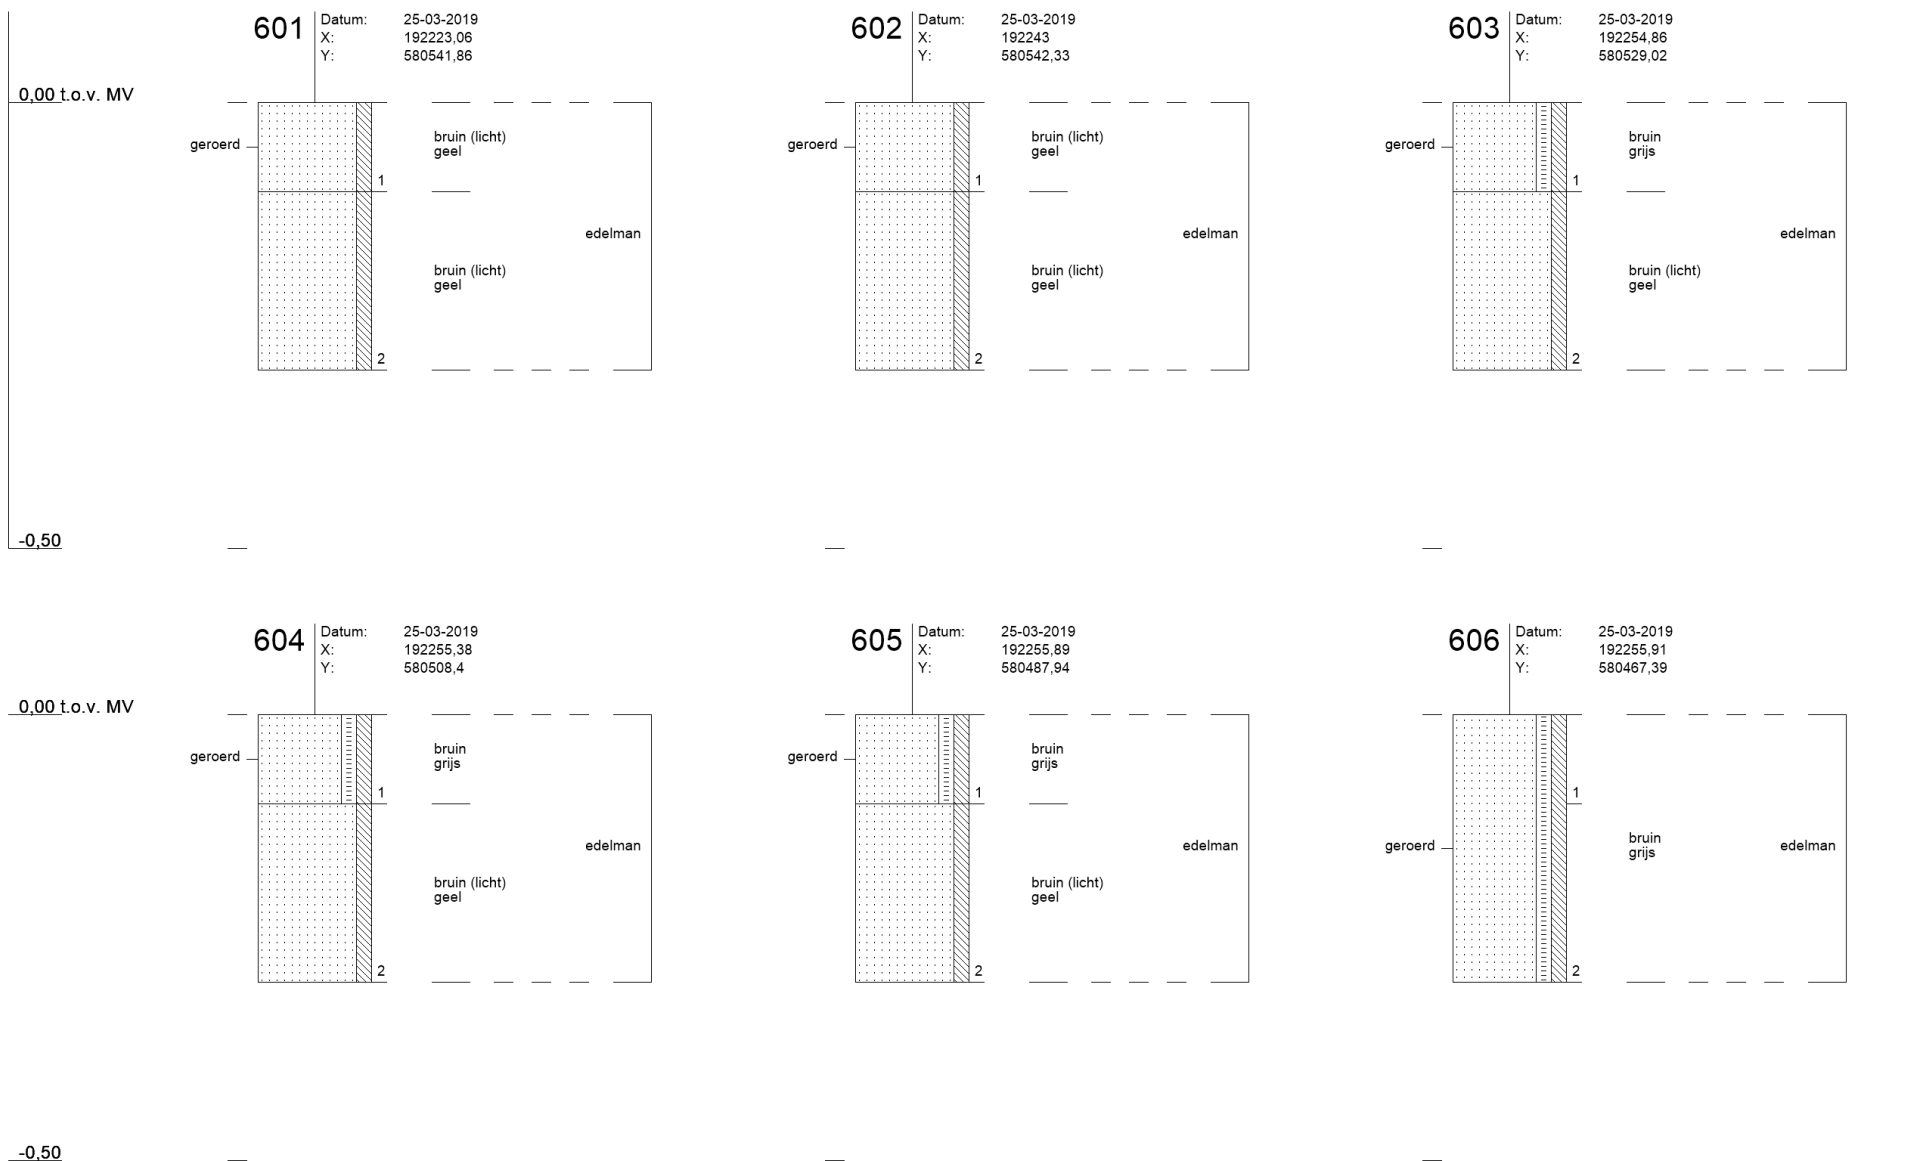 601
Datum: 25-03-2019
X: 192223,06
Y: 580541,86
602
Datum: 25-03-2019
X: 192243
Y: 580542,33
603
Datum: 25-03-2019
X: 192254,86
Y: 580529,02
0,00 t.o.v. MV
geroerd
bruin (licht)
geel
1
edelman
bruin (licht)
geel
2
geroerd
bruin (licht)
geel
1
edelman
bruin (licht)
geel
2
geroerd
bruin
grijs
1
edelman
bruin (licht)
geel
2
-0,50
604
Datum: 25-03-2019
X: 192255,38
Y: 580508,4
605
Datum: 25-03-2019
X: 192255,89
Y: 580487,94
606
Datum: 25-03-2019
X: 192255,91
Y: 580467,39
0,00 t.o.v. MV
geroerd
bruin
grijs
1
edelman
bruin (licht)
geel
2
geroerd
bruin
grijs
1
edelman
bruin (licht)
geel
2
1
geroerd
bruin
grijs
edelman
2
-0,50